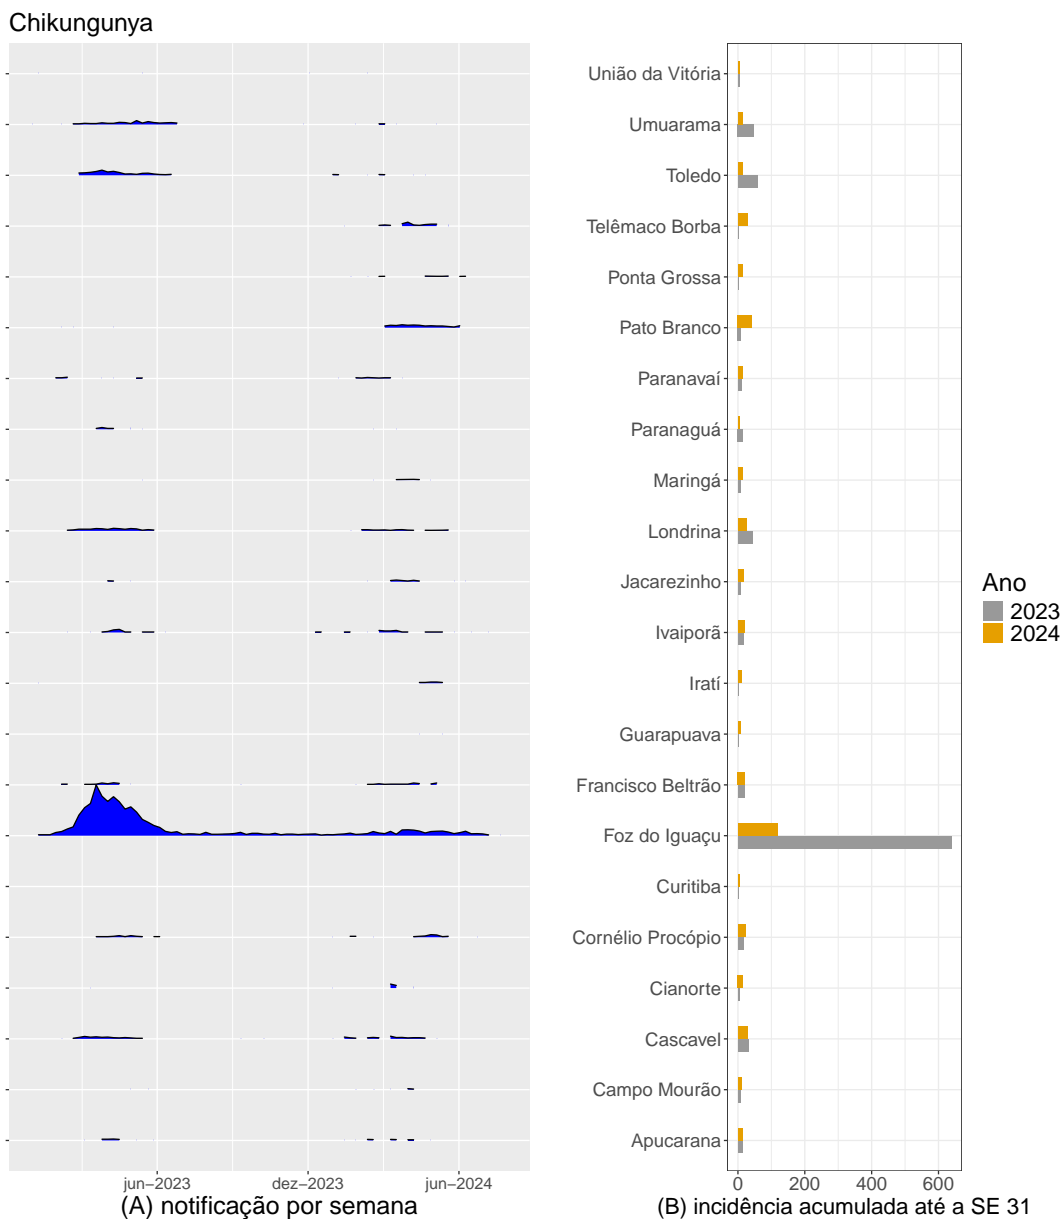 Chikungunya
União da Vitória
Umuarama
Toledo
Telêmaco Borba
Ponta Grossa
Pato Branco
Paranavaí
Paranaguá
Maringá
Londrina
Jacarezinho
Ivaiporã
Iratí
Guarapuava
Francisco Beltrão
Foz do Iguaçu
Curitiba
Cornélio Procópio
Cianorte
Cascavel
Campo Mourão
Apucarana
Ano
2023
2024
jun−2023 dez−2023 jun−2024
0 200 400 600
(A) notificação por semana
(B) incidência acumulada até a SE 31